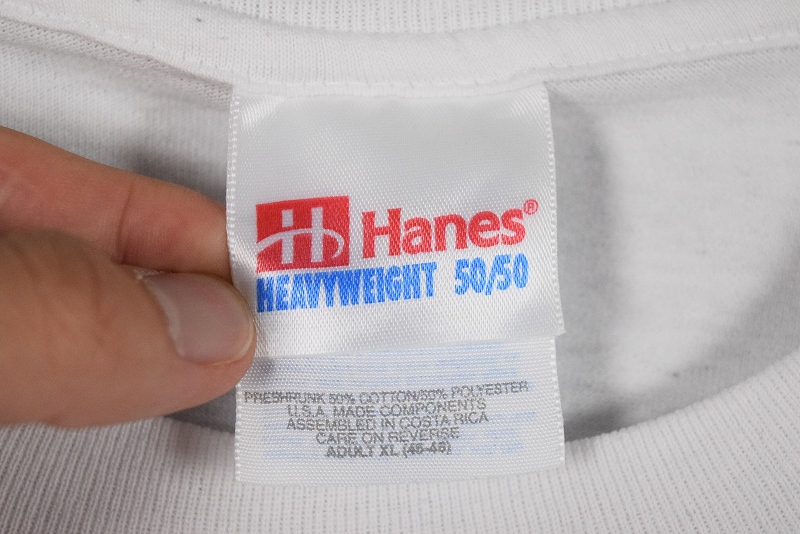 H Hanes®
HEAVYWEIGHT 50/50
PRESHRUNK 50% COTTON/50% POLYESTER
U.S.A. MADE COMPONENTS
ASSEMBLED IN COSTA RICA
CARE ON REVERSE
ADULT XL (46-48)